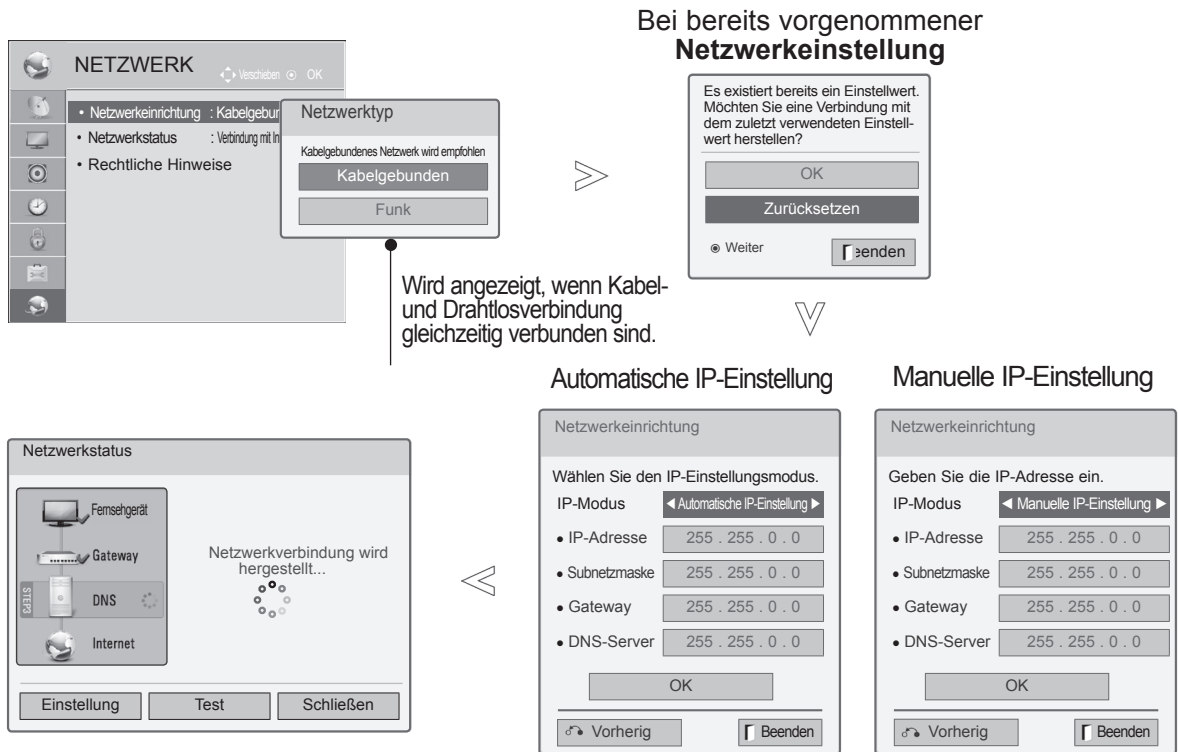 NETZWERK
Verschieben
OK
• Netzwerkeinrichtung : Kabelgebun
• Netzwerkstatus : Verbindung mit In
• Rechtliche Hinweise
Netzwerktyp
Kabelgebundenes Netzwerk wird empfohlen
Kabelgebunden
Funk
Wird angezeigt, wenn Kabel-
und Drahtlosverbindung
gleichzeitig verbunden sind.
Bei bereits vorgenommener
Netzwerkeinstellung
Es existiert bereits ein Einstellwert.
Möchten Sie eine Verbindung mit
dem zuletzt verwendeten Einstell-
wert herstellen?
OK
Zurücksetzen
Weiter
eenden
Automatische IP-Einstellung
Netzwerkeinrichtung
Wählen Sie den IP-Einstellungsmodus.
IP-Modus ◀ Automatische IP-Einstellung ▶
• IP-Adresse 255 . 255 . 0 . 0
• Subnetzmaske 255 . 255 . 0 . 0
• Gateway 255 . 255 . 0 . 0
• DNS-Server 255 . 255 . 0 . 0
OK
Vorherig
Beenden
Manuelle IP-Einstellung
Netzwerkeinrichtung
Geben Sie die IP-Adresse ein.
IP-Modus ◀ Manuelle IP-Einstellung ▶
• IP-Adresse 255 . 255 . 0 . 0
• Subnetzmaske 255 . 255 . 0 . 0
• Gateway 255 . 255 . 0 . 0
• DNS-Server 255 . 255 . 0 . 0
OK
Vorherig
Beenden
Netzwerkstatus
Fernsehgerät
Gateway
STEP3
DNS
Internet
Netzwerkverbindung wird
hergestellt...
Einstellung
Test
Schließen